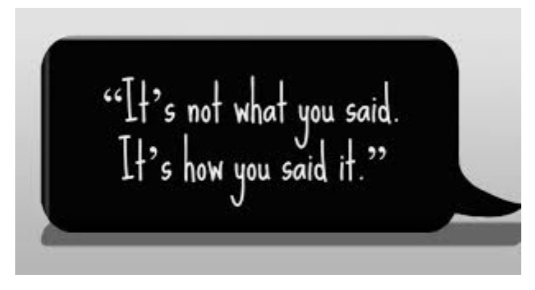 “It’s not what you said.
It’s how you said it.”